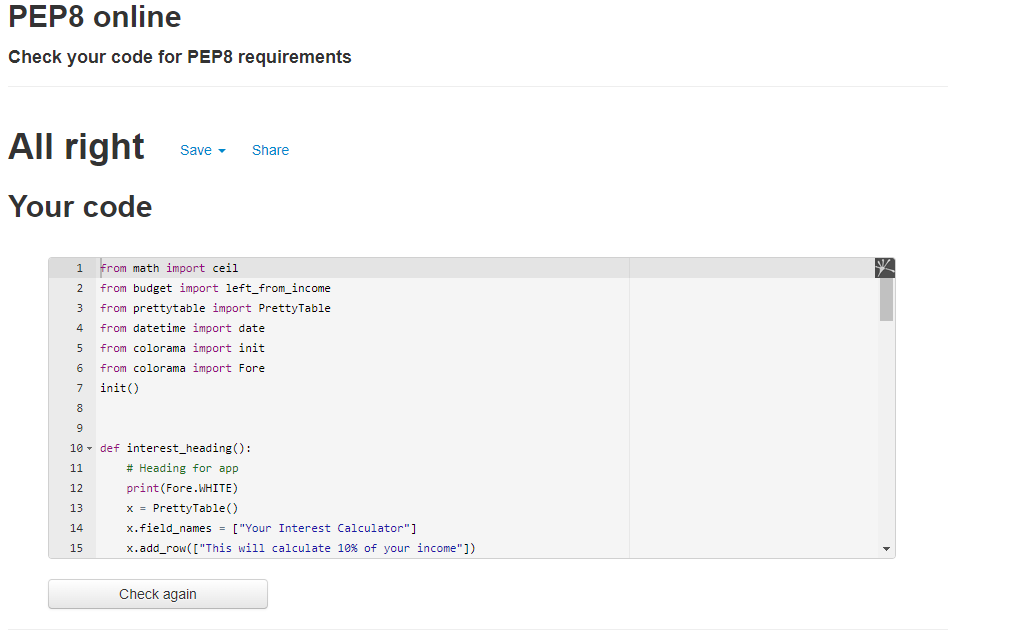 PEP8 online
Check your code for PEP8 requirements
All right Save Share
Your code
1 from math import ceil
2 from budget import left_from_income
3 from prettytable import PrettyTable
4 from datetime import date
5 from colorama import init
6 from colorama import Fore
7 init()
8
9
10 def interest_heading():
11     # Heading for app
12     print(Fore.WHITE)
13     x = PrettyTable()
14     x.field_names = ["Your Interest Calculator"]
15     x.add_row(["This will calculate 10% of your income"])
Check again